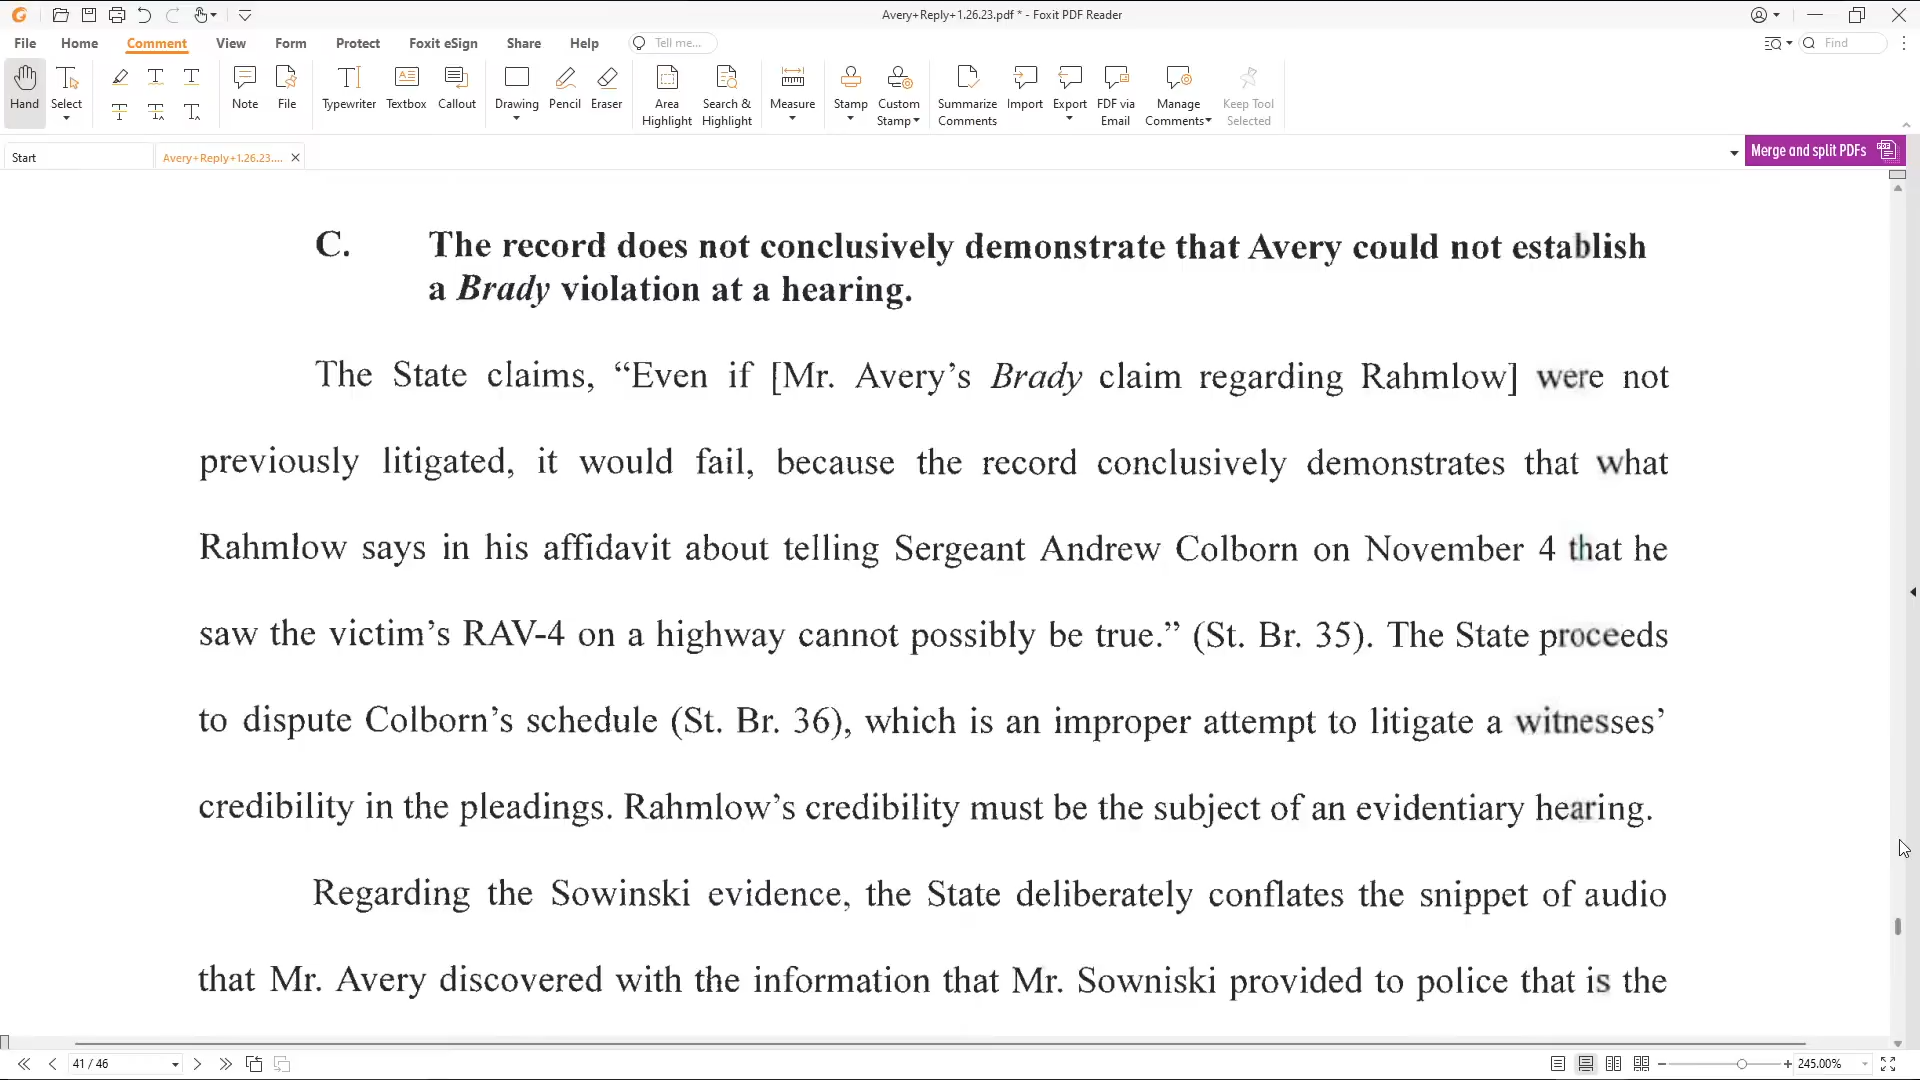 Avery+Reply+1.26.23.pdf * - Foxit PDF Reader
File Home Comment View Form Protect Foxit eSign Share Help Tell me... Find
Hand Select Note File Typewriter Textbox Callout Drawing Pencil Eraser Area Highlight Search & Highlight Measure Stamp Custom Stamp Summarize Comments Import Export FDF via Email Manage Comments Keep Tool Selected
Start Avery+Reply+1.26.23.... Merge and split PDFs
C. The record does not conclusively demonstrate that Avery could not establish
a Brady violation at a hearing.
The State claims, “Even if [Mr. Avery’s Brady claim regarding Rahmlow] were not
previously litigated, it would fail, because the record conclusively demonstrates that what
Rahmlow says in his affidavit about telling Sergeant Andrew Colborn on November 4 that he
saw the victim’s RAV-4 on a highway cannot possibly be true.” (St. Br. 35). The State proceeds
to dispute Colborn’s schedule (St. Br. 36), which is an improper attempt to litigate a witnesses’
credibility in the pleadings. Rahmlow’s credibility must be the subject of an evidentiary hearing.
Regarding the Sowinski evidence, the State deliberately conflates the snippet of audio
that Mr. Avery discovered with the information that Mr. Sowniski provided to police that is the
41 / 46 245.00%